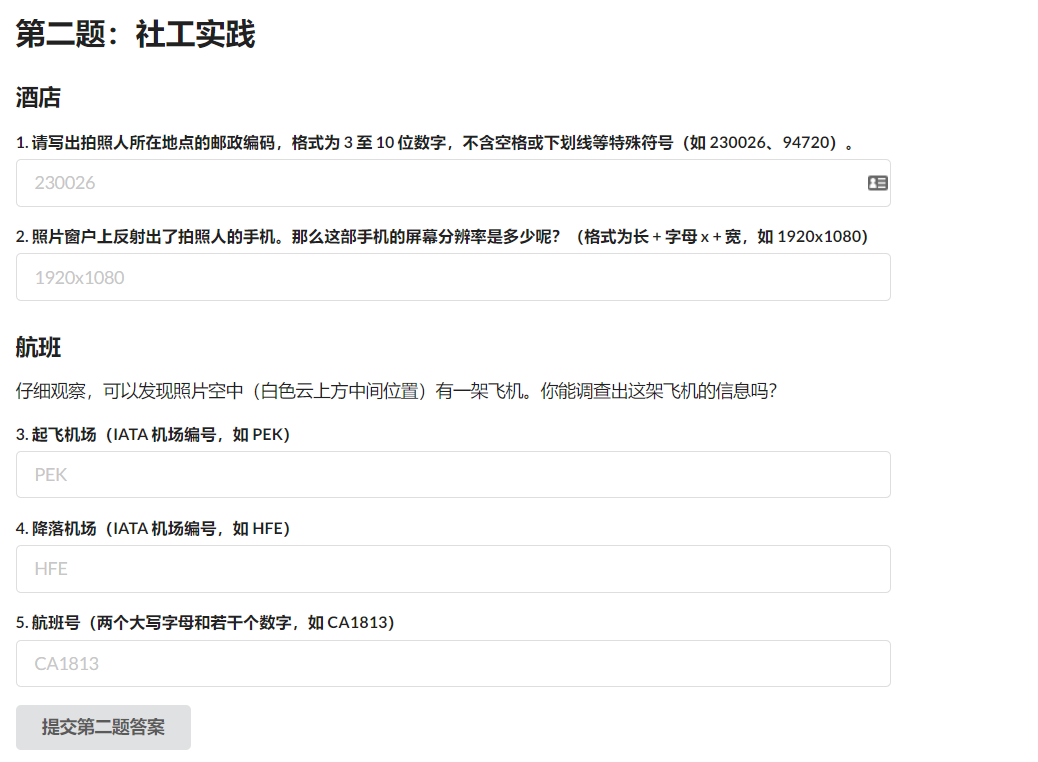 第二题：社工实践
酒店
1. 请写出拍照人所在地点的邮政编码，格式为 3 至 10 位数字，不含空格或下划线等特殊符号（如 230026、94720）。
230026
2. 照片窗户上反射出了拍照人的手机。那么这部手机的屏幕分辨率是多少呢？（格式为长 + 字母 x + 宽，如 1920x1080）
1920x1080
航班
仔细观察，可以发现照片空中（白色云上方中间位置）有一架飞机。你能调查出这架飞机的信息吗？
3. 起飞机场（IATA 机场编号，如 PEK）
PEK
4. 降落机场（IATA 机场编号，如 HFE）
HFE
5. 航班号（两个大写字母和若干个数字，如 CA1813）
CA1813
提交第二题答案